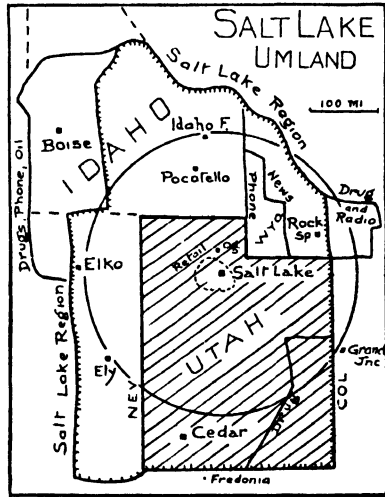 SALT LAKE
UMLAND
Salt Lake Region
100 MI
IDAHO
Idaho F.
Boise
Pocatello
Drugs, Phone, Oil
Phone
News
WYO
Rock
Sp
Drug
and Radio
Elko
Retail
Og
Salt Lake
UTAH
Salt Lake Region
Ely
NEV
Grand
Jnc
COL
Drug
Cedar
Fredonia